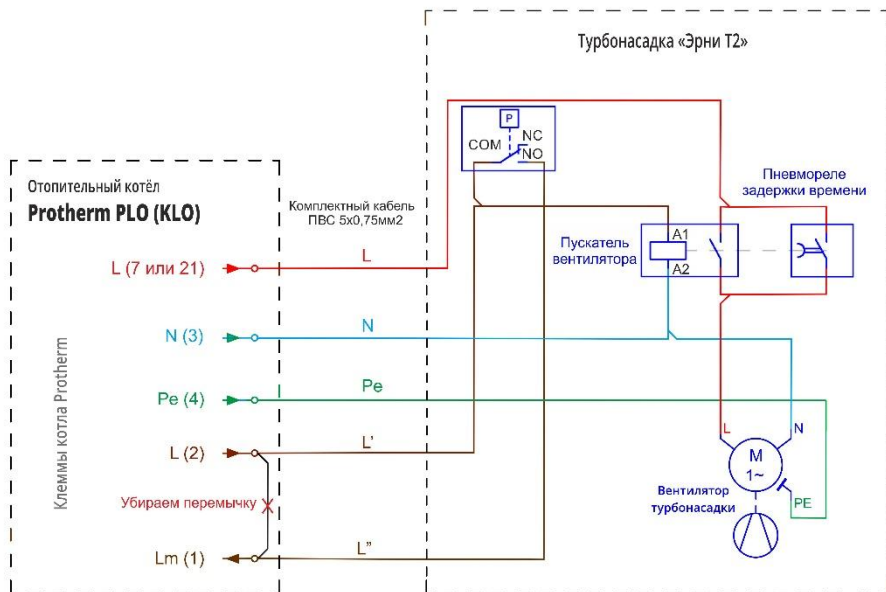 Турбонасадка «Эрни Т2»
P
COM
NC
NO
Пневмореле
задержки времени
Отопительный котёл
Protherm PLO (KLO)
Комплектный кабель
ПВС 5х0,75мм2
Пускатель
вентилятора
A1
A2
L (7 или 21)
L
N (3)
N
Pe (4)
Pe
L (2)
L'
Убираем перемычку
Lm (1)
L"
Клеммы котла Protherm
L
N
M
1~
PE
Вентилятор
турбонасадки